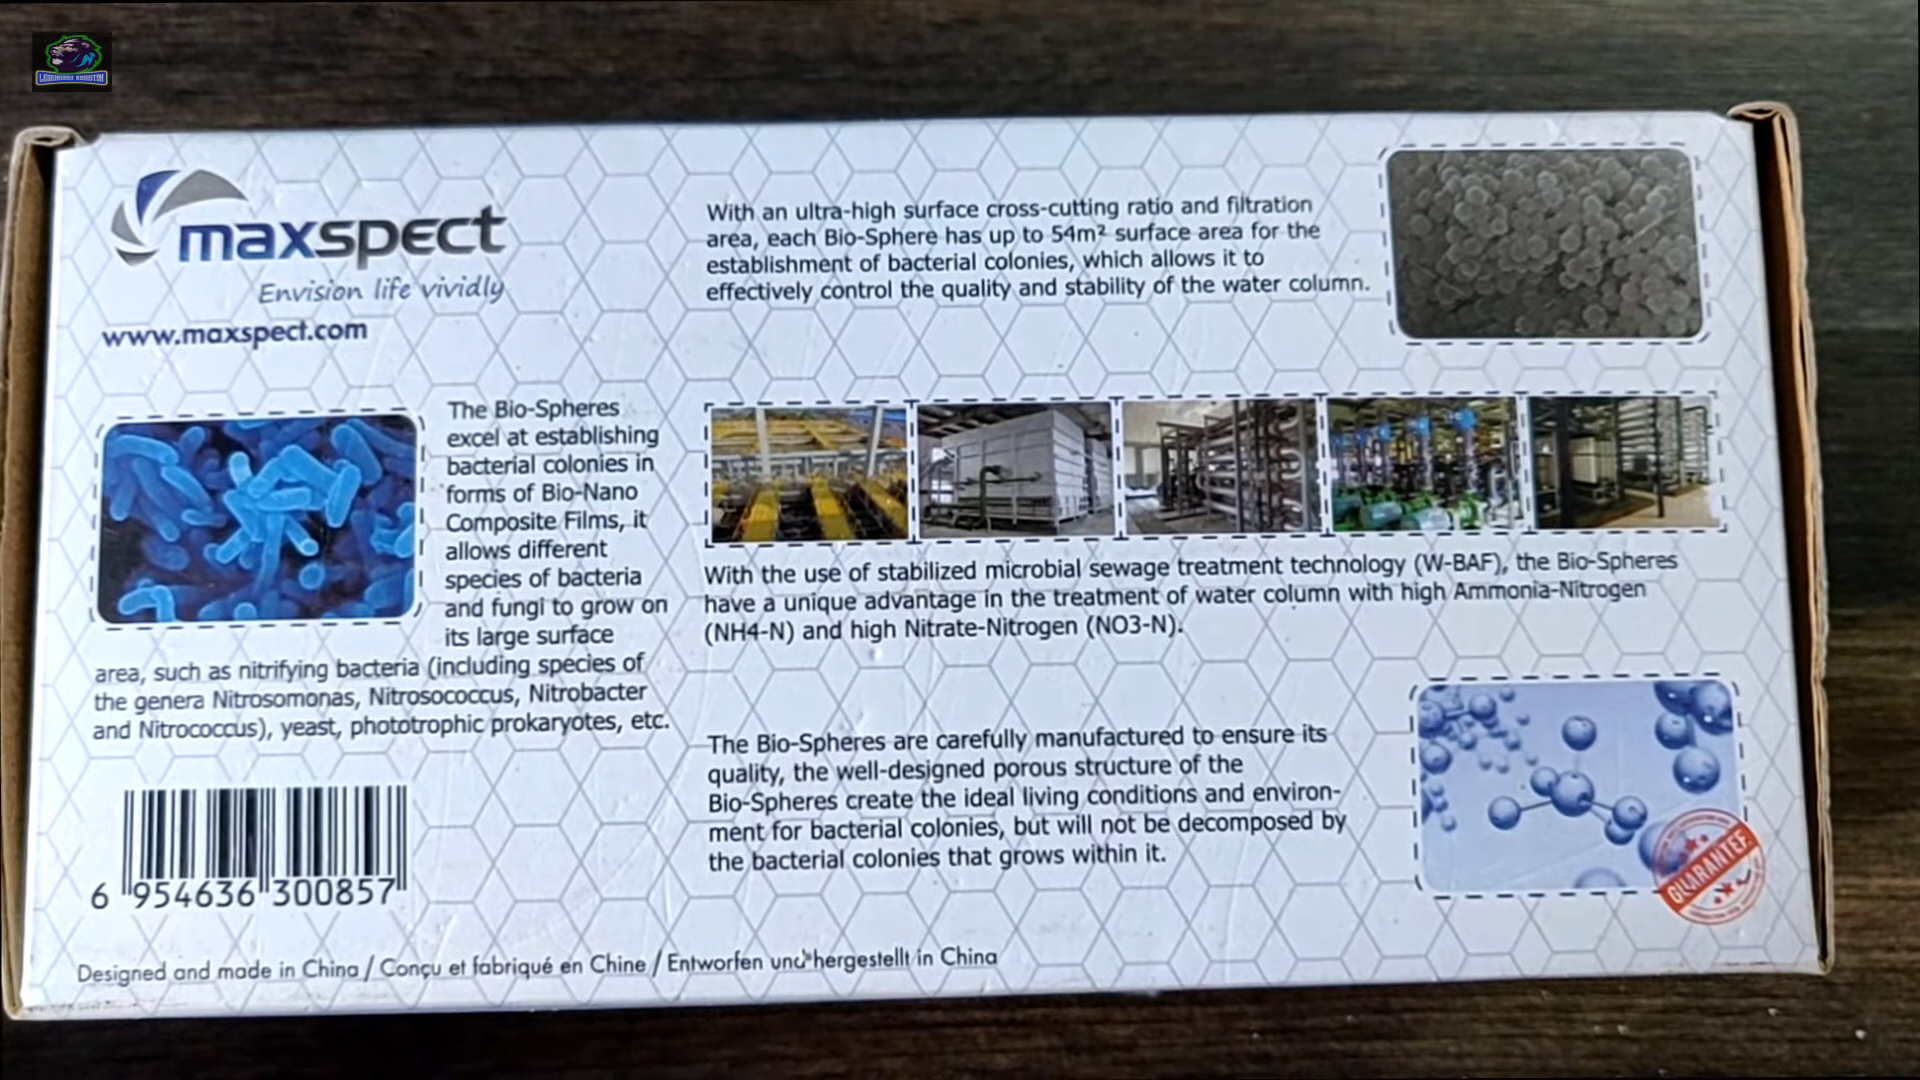 maxspect
Envision life vividly
www.maxspect.com
With an ultra-high surface cross-cutting ratio and filtration
area, each Bio-Sphere has up to 54m² surface area for the
establishment of bacterial colonies, which allows it to
effectively control the quality and stability of the water column.
The Bio-Spheres
excel at establishing
bacterial colonies in
forms of Bio-Nano
Composite Films, it
allows different
species of bacteria
and fungi to grow on
its large surface
area, such as nitrifying bacteria (including species of
the genera Nitrosomonas, Nitrosococcus, Nitrobacter
and Nitrococcus), yeast, phototrophic prokaryotes, etc.
With the use of stabilized microbial sewage treatment technology (W-BAF), the Bio-Spheres
have a unique advantage in the treatment of water column with high Ammonia-Nitrogen
(NH4-N) and high Nitrate-Nitrogen (NO3-N).
The Bio-Spheres are carefully manufactured to ensure its
quality, the well-designed porous structure of the
Bio-Spheres create the ideal living conditions and environ-
ment for bacterial colonies, but will not be decomposed by
the bacterial colonies that grows within it.
6 954636 300857
Designed and made in China / Conçu et fabriqué en Chine / Entworfen und hergestellt in China